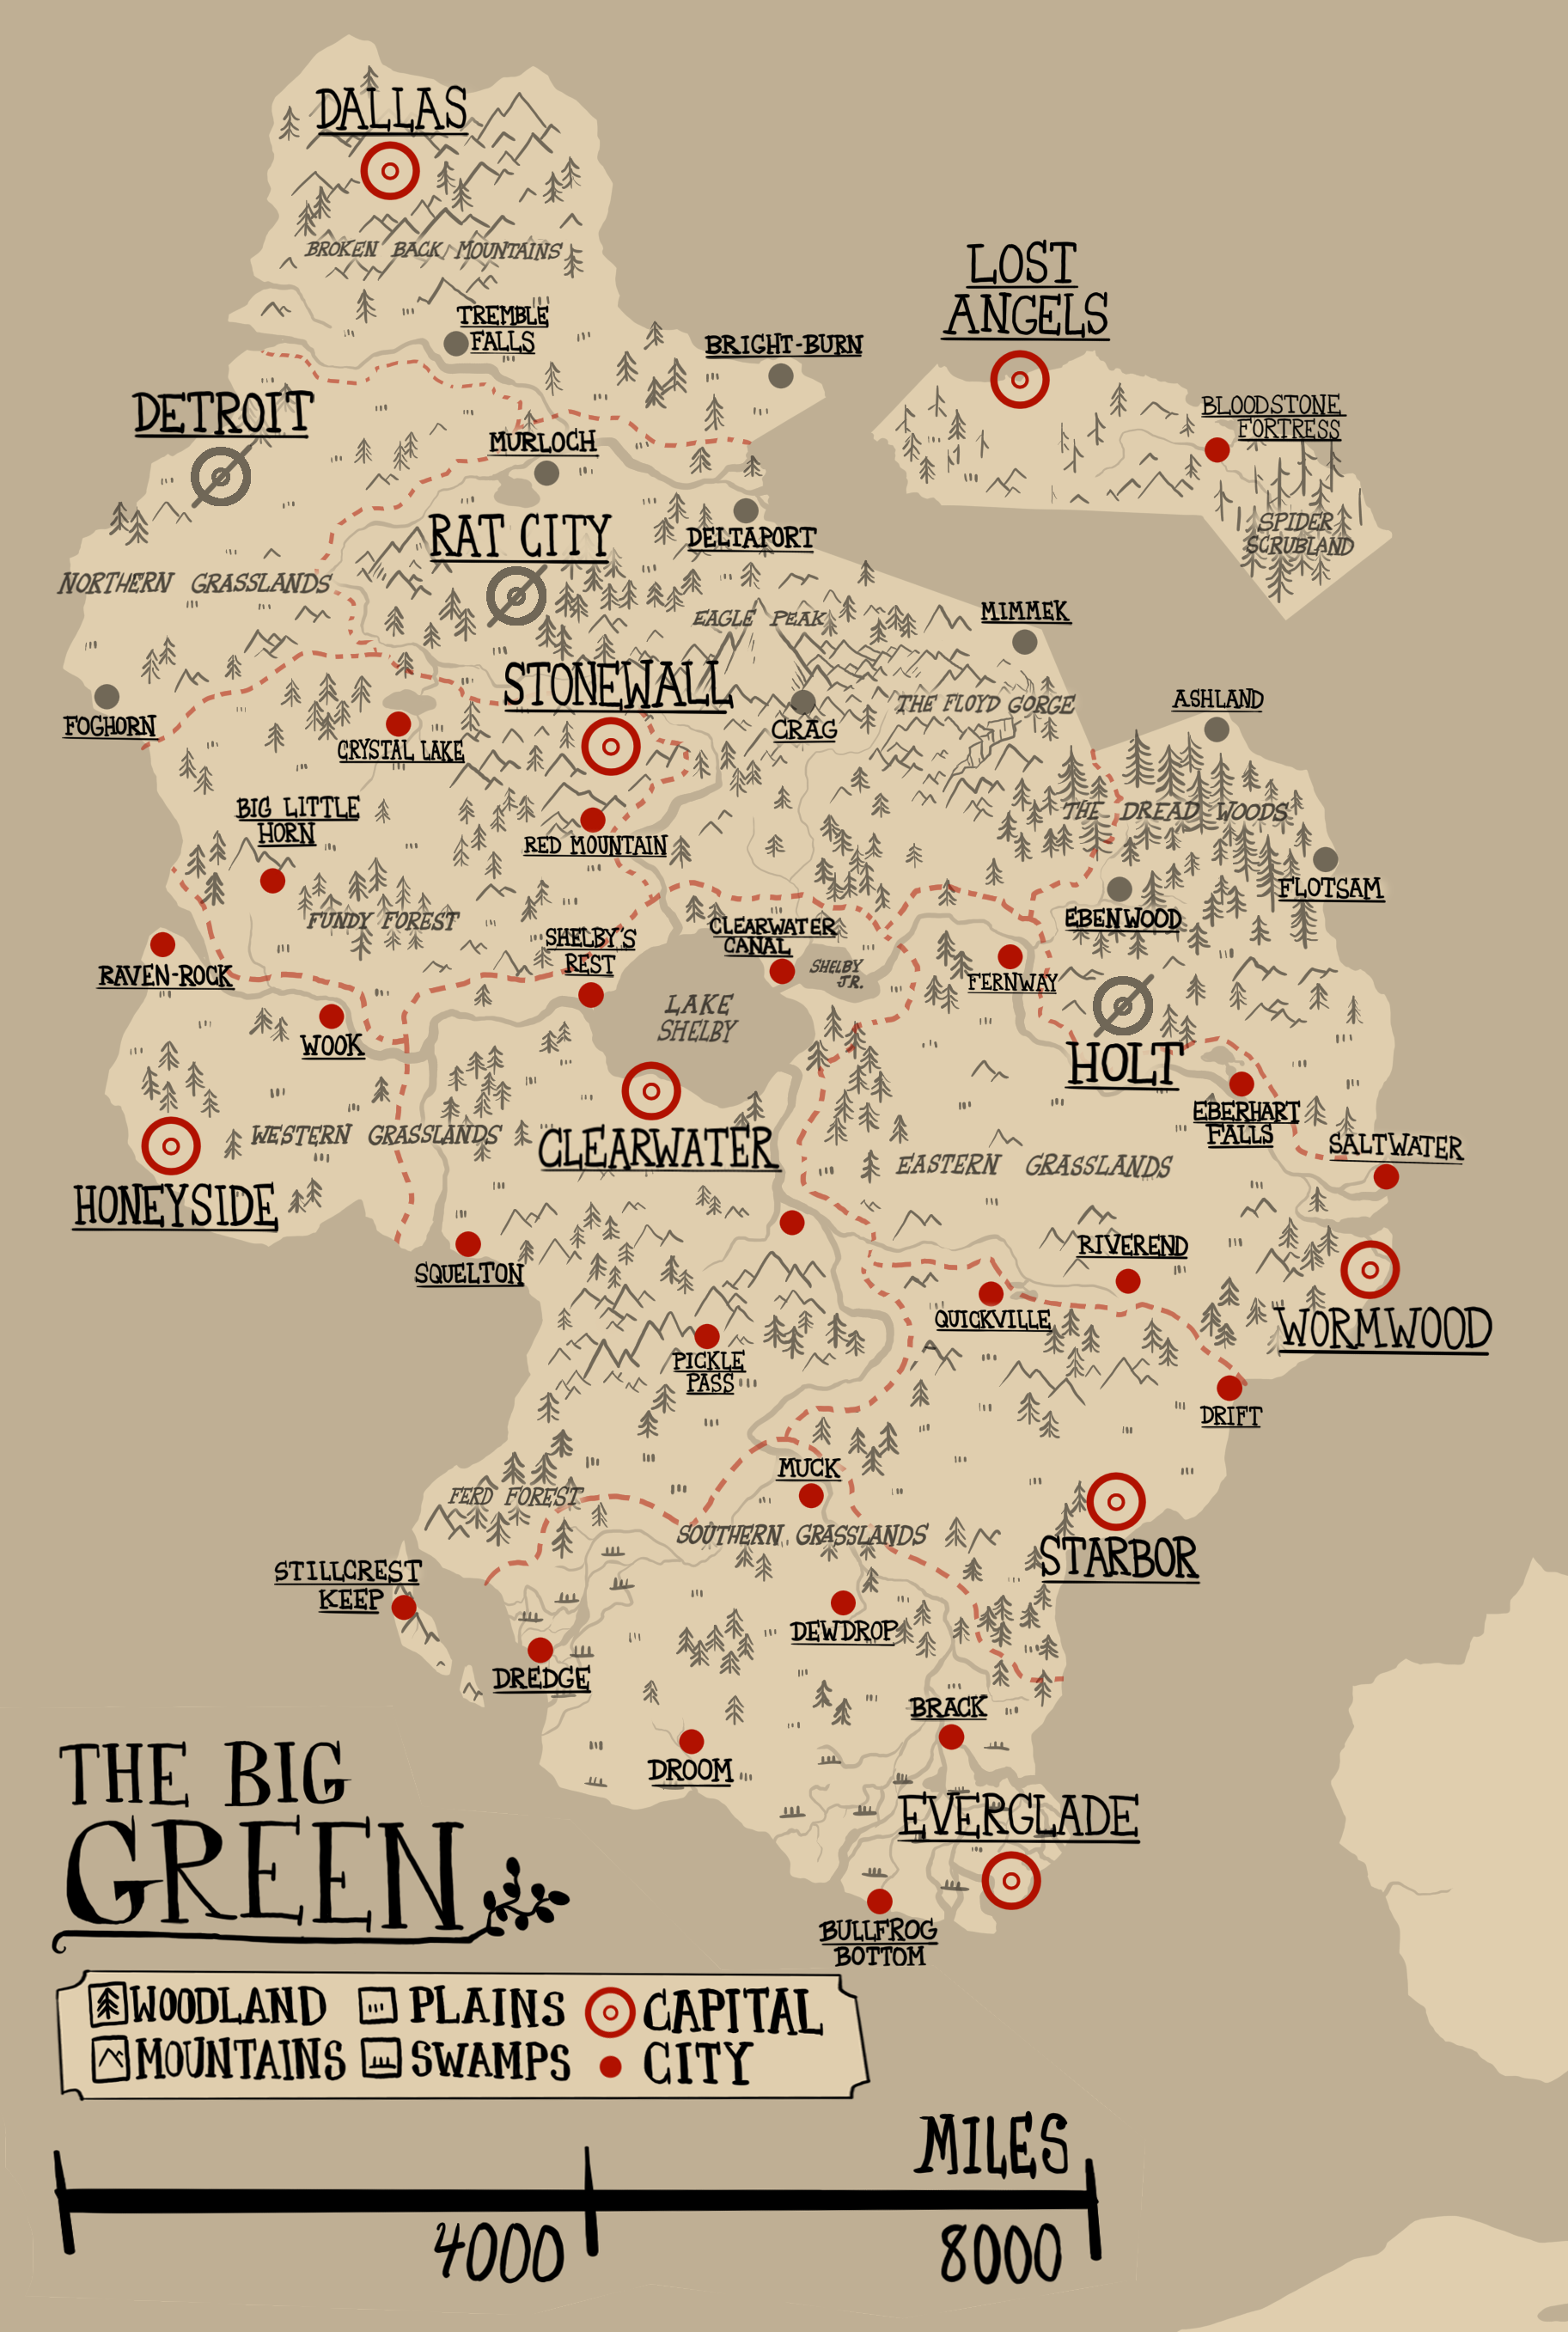 DALLAS
BROKEN BACK MOUNTAINS
LOST
ANGELS
TREMBLE
FALLS
BRIGHT-BURN
DETROIT
BLOODSTONE
FORTRESS
MURLOCH
RAT CITY
DELTAPORT
SPIDER
SCRUBLAND
NORTHERN GRASSLANDS
EAGLE PEAK
MIMMEK
STONEWALL
FOGHORN
CRYSTAL LAKE
CRAG
THE FLOYD GORGE
ASHLAND
BIG LITTLE
HORN
RED MOUNTAIN
THE DREAD WOODS
FLOTSAM
FUNDY FOREST
SHELBY'S
REST
CLEARWATER
CANAL
EBENWOOD
RAVEN-ROCK
SHELBY
JR.
FERNWAY
LAKE
SHELBY
WOOK
HOLT
EBERHART
FALLS
WESTERN GRASSLANDS
CLEARWATER
SALTWATER
EASTERN GRASSLANDS
HONEYSIDE
SQUELTON
RIVEREND
QUICKVILLE
WORMWOOD
PICKLE
PASS
DRIFT
MUCK
FERD FOREST
SOUTHERN GRASSLANDS
STARBOR
STILLCREST
KEEP
DEWDROP
DREDGE
BRACK
DROOM
EVERGLADE
BULLFROG
BOTTOM
THE BIG
GREEN
WOODLAND PLAINS CAPITAL
MOUNTAINS SWAMPS CITY
MILES
4000 8000